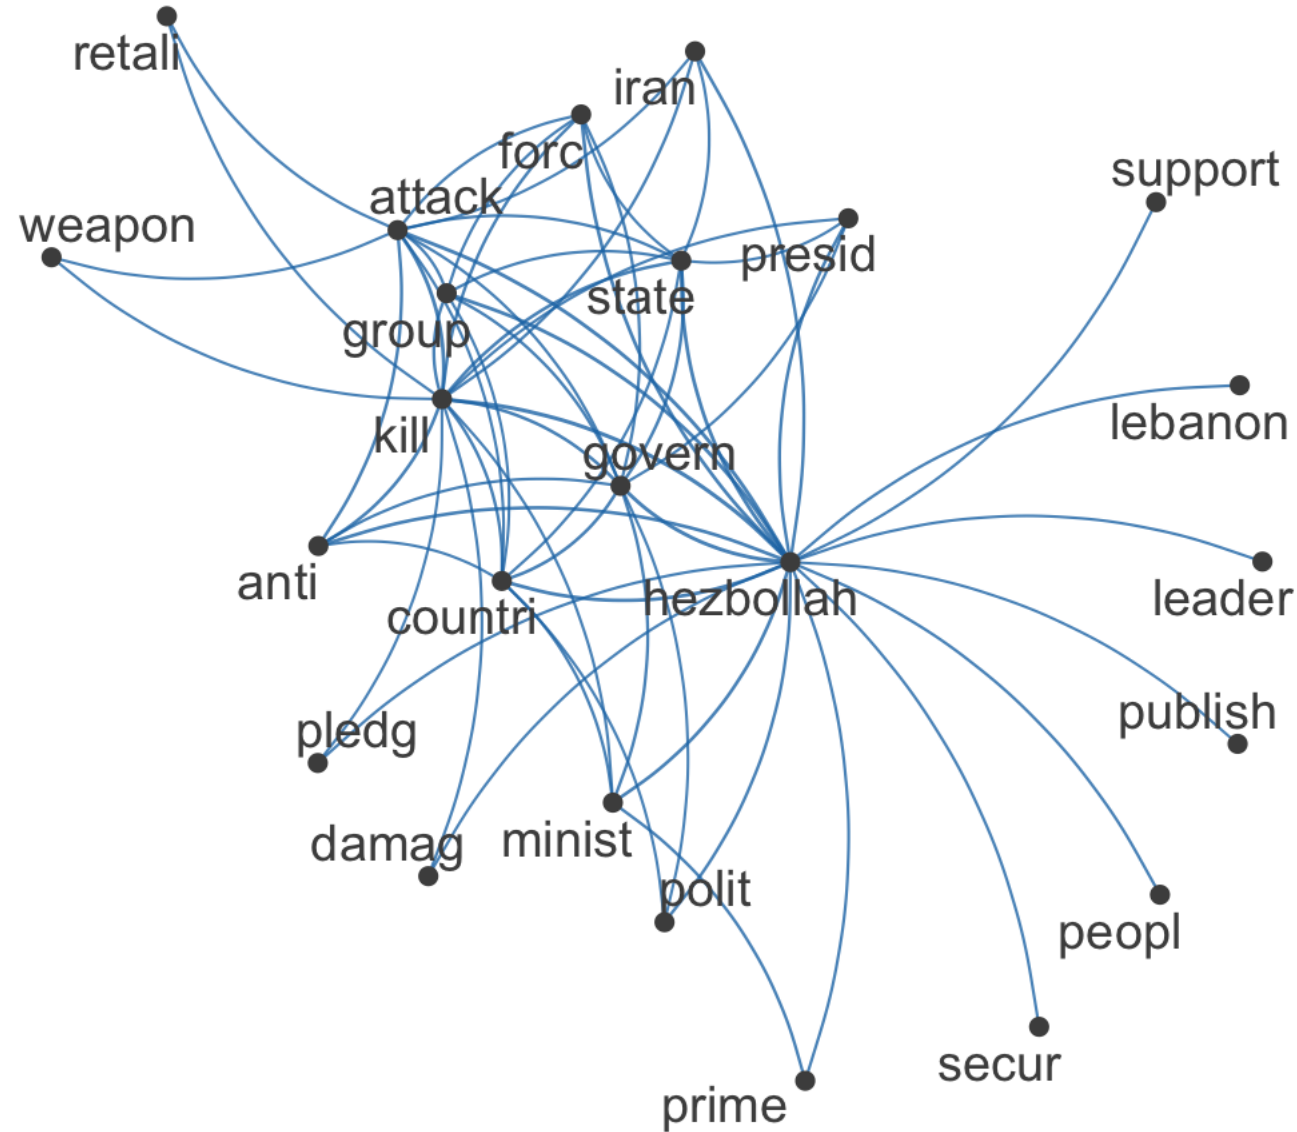 retali
iran
forc
support
attack
weapon
presid
state
group
lebanon
kill
govern
anti
hezbollah
leader
countri
publish
pledg
minist
damag
polit
peopl
secur
prime